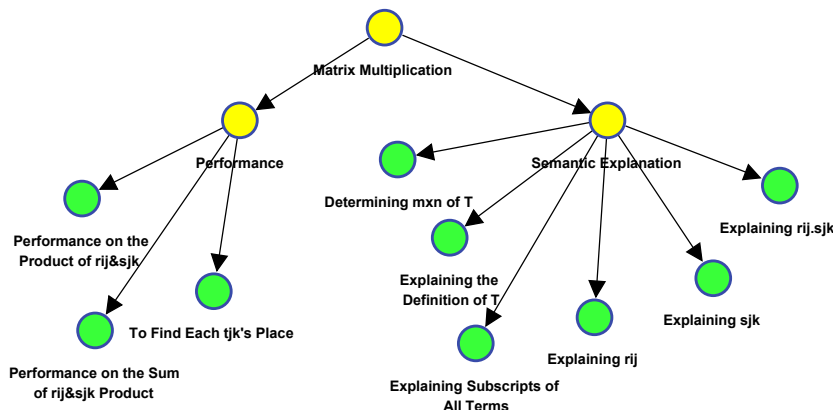 Matrix Multiplication
Performance
Semantic Explanation
Determining mxn of T
Explaining rij.sjk
Performance on the
Product of rij&sjk
Explaining the
Definition of T
Explaining sjk
To Find Each tjk's Place
Explaining rij
Performance on the Sum
of rij&sjk Product
Explaining Subscripts of
All Terms